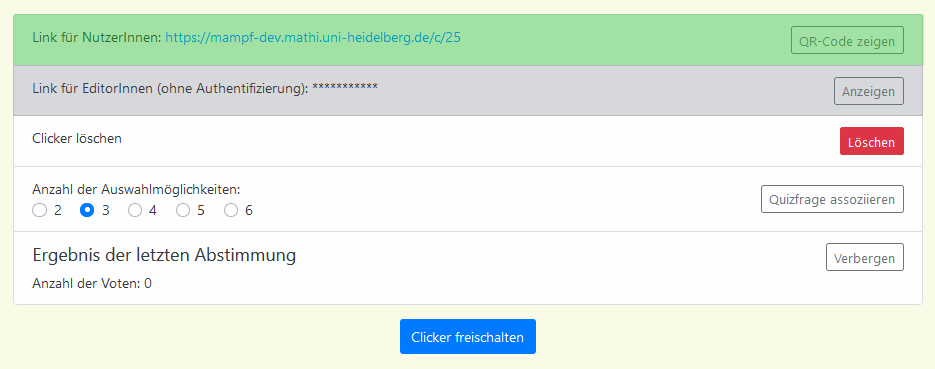 Link für NutzerInnen: https://mampf-dev.mathi.uni-heidelberg.de/c/25
QR-Code zeigen
Link für EditorInnen (ohne Authentifizierung): ***********
Anzeigen
Clicker löschen
Löschen
Anzahl der Auswahlmöglichkeiten:
2 3 4 5 6
Quizfrage assoziieren
Ergebnis der letzten Abstimmung
Verbergen
Anzahl der Voten: 0
Clicker freischalten